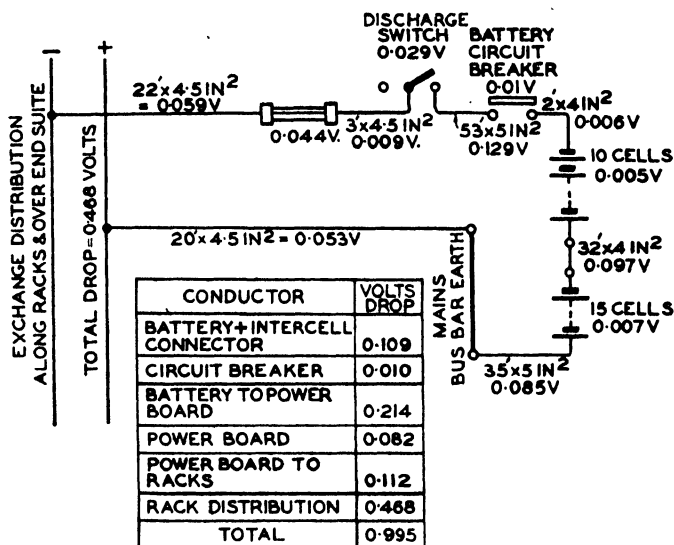 DISCHARGE
SWITCH
0·029V
BATTERY
CIRCUIT
BREAKER
0·01V
− +
22'×4·5 IN²
= 0·059V
0·044V.
3'×4·5 IN²
0·009V.
53'×5 IN²
0·129V
2'×4 IN²
0·006V
10 CELLS
0·005V
32'×4 IN²
0·097V
15 CELLS
0·007V
EXCHANGE DISTRIBUTION
ALONG RACKS & OVER END SUITE
TOTAL DROP=0·468 VOLTS
20'×4·5 IN² = 0·053V
MAINS
BUS BAR EARTH
35'×5 IN²
0·085V
CONDUCTOR VOLTS
DROP
BATTERY+INTERCELL
CONNECTOR 0·109
CIRCUIT BREAKER 0·010
BATTERY TO POWER
BOARD 0·214
POWER BOARD 0·082
POWER BOARD TO
RACKS 0·112
RACK DISTRIBUTION 0·468
TOTAL 0·995